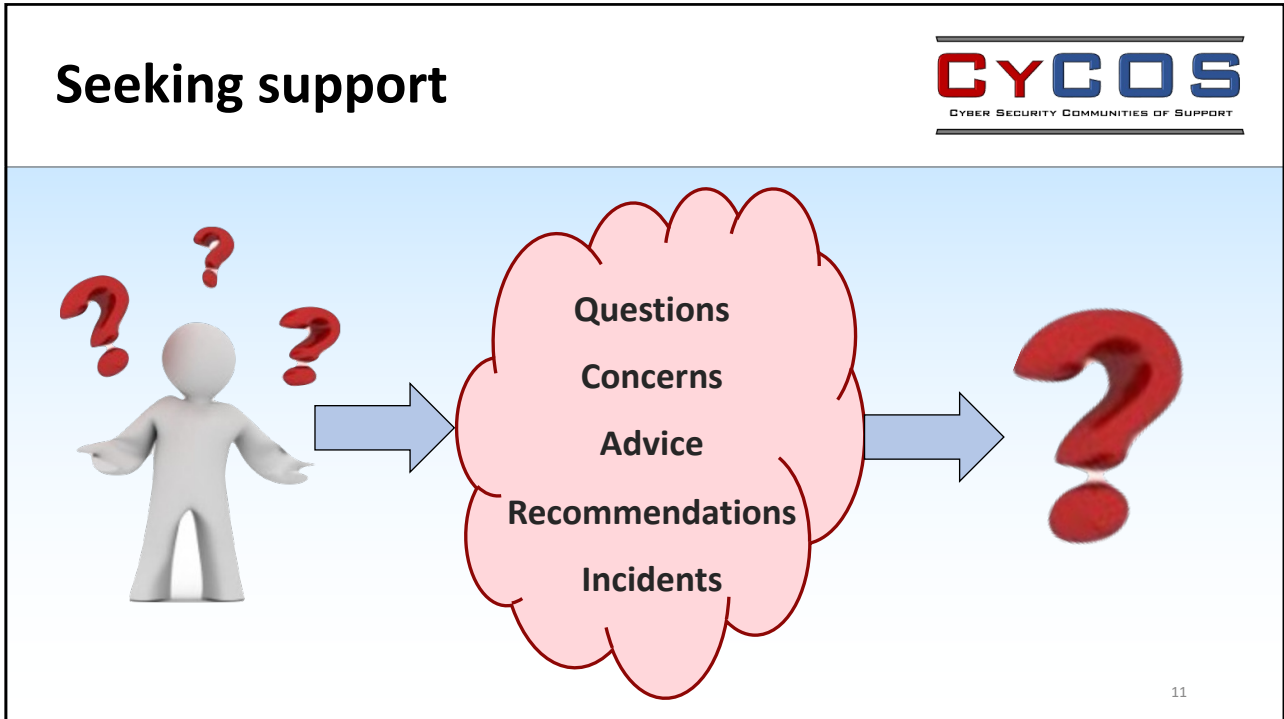 Seeking support
CYCOS
CYBER SECURITY COMMUNITIES OF SUPPORT
?
?
?
Questions
Concerns
Advice
Recommendations
Incidents
?
11